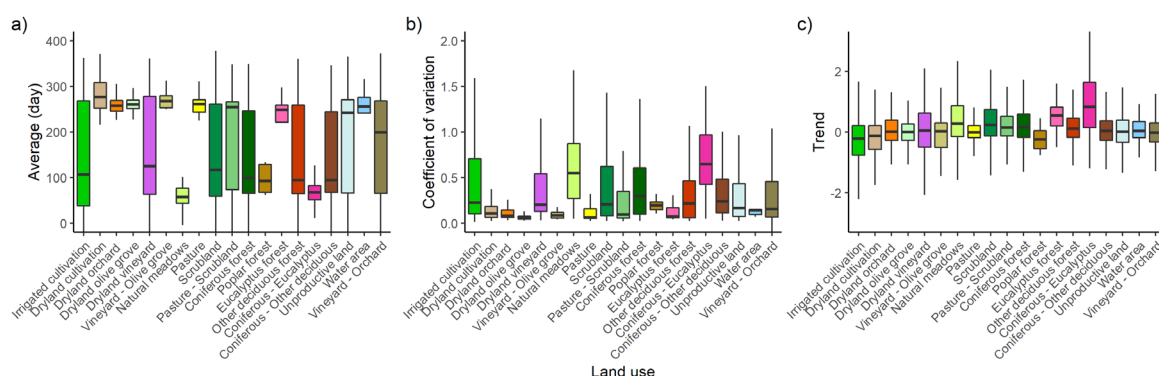 a)
Average (day)
400
300
200
100
0
Irrigated cultivation
Dryland cultivation
Dryland orchard
Dryland olive grove
Dryland vineyard
Vineyard - Olive grove
Natural meadows
Pasture
Scrubland
Pasture - Scrubland
Coniferous forest
Poplar forest
Eucalyptus forest
Other deciduous forest
Coniferous - Eucalyptus
Coniferous - Other deciduous
Unproductive land
Water area
Vineyard - Orchard
b)
Coefficient of variation
2.0
1.5
1.0
0.5
0.0
Irrigated cultivation
Dryland cultivation
Dryland orchard
Dryland olive grove
Dryland vineyard
Vineyard - Olive grove
Natural meadows
Pasture
Scrubland
Pasture - Scrubland
Coniferous forest
Poplar forest
Eucalyptus forest
Other deciduous forest
Coniferous - Eucalyptus
Coniferous - Other deciduous
Unproductive land
Water area
Vineyard - Orchard
Land use
c)
Trend
2
0
-2
Irrigated cultivation
Dryland cultivation
Dryland orchard
Dryland olive grove
Dryland vineyard
Vineyard - Olive grove
Natural meadows
Pasture
Scrubland
Pasture - Scrubland
Coniferous forest
Poplar forest
Eucalyptus forest
Other deciduous forest
Coniferous - Eucalyptus
Coniferous - Other deciduous
Unproductive land
Water area
Vineyard - Orchard